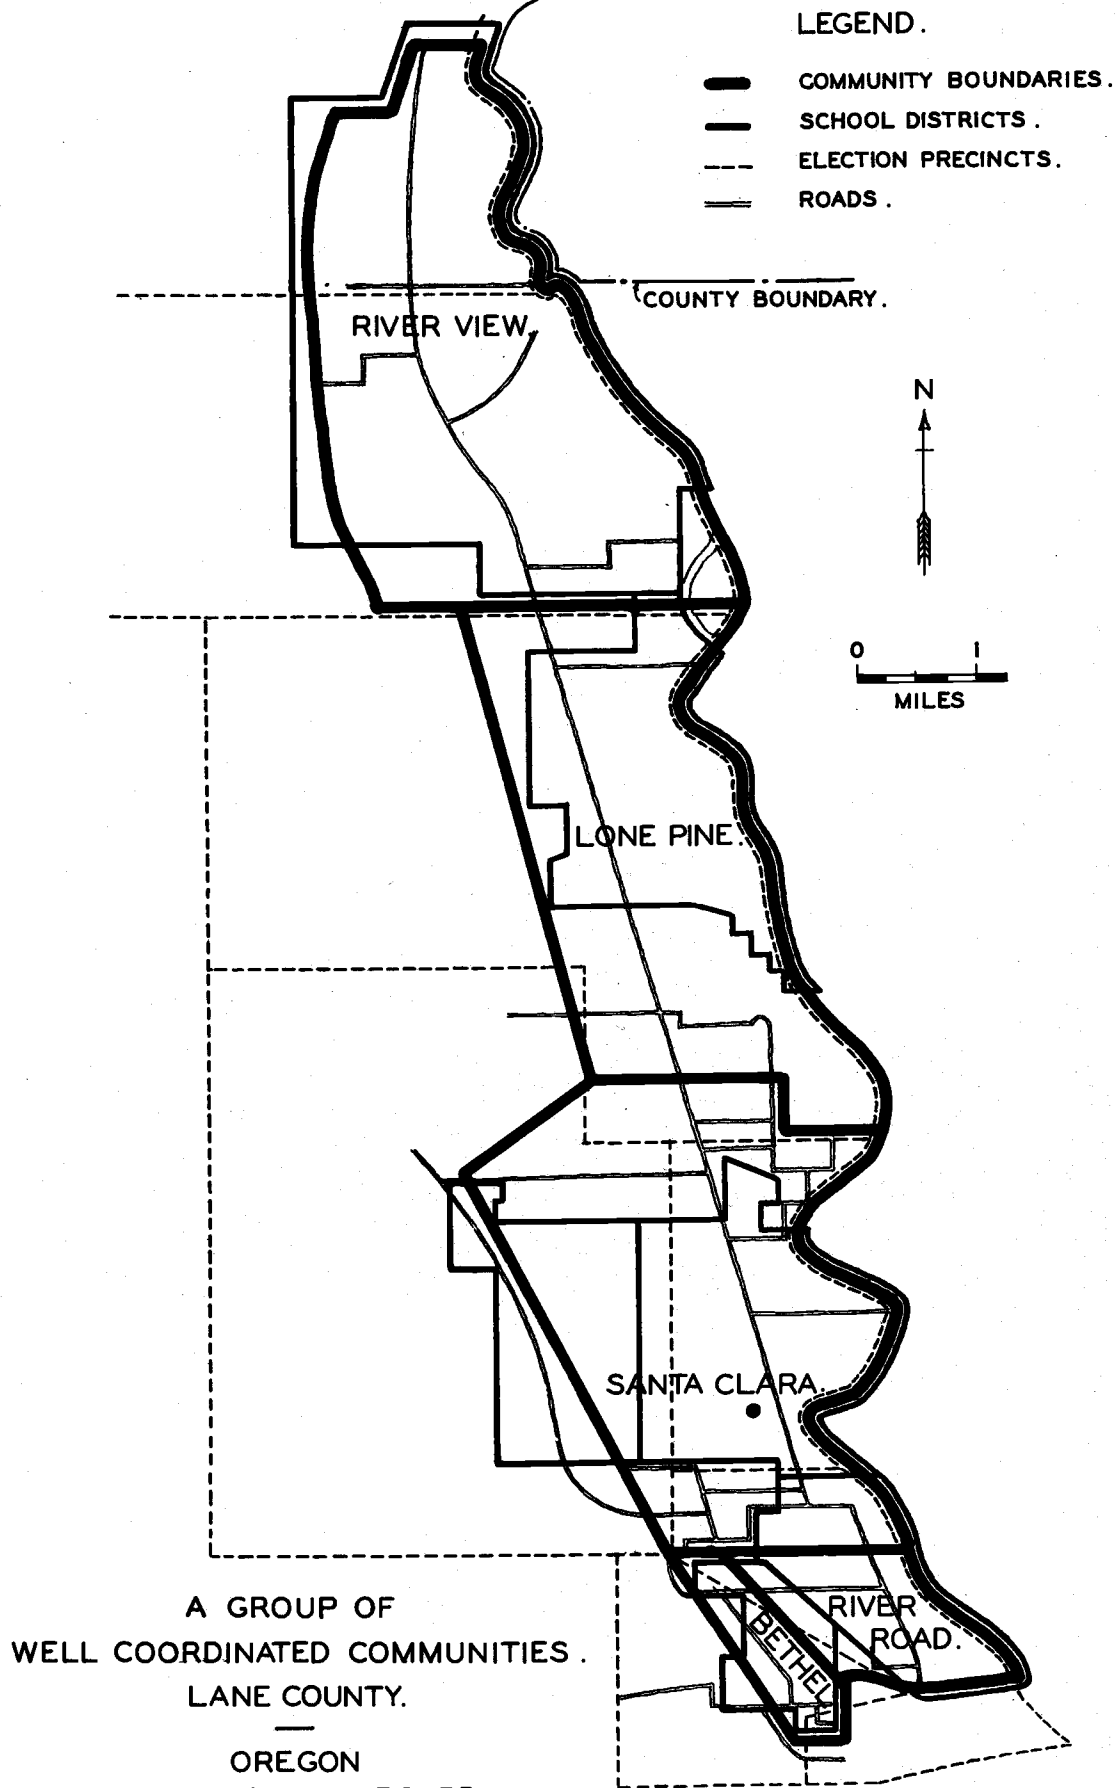 LEGEND.
COMMUNITY BOUNDARIES.
SCHOOL DISTRICTS.
ELECTION PRECINCTS.
ROADS.
COUNTY BOUNDARY.
RIVER VIEW.
N
0 1
MILES
LONE PINE.
SANTA CLARA.
RIVER
ROAD.
BETHEL
A GROUP OF
WELL COORDINATED COMMUNITIES.
LANE COUNTY.
OREGON